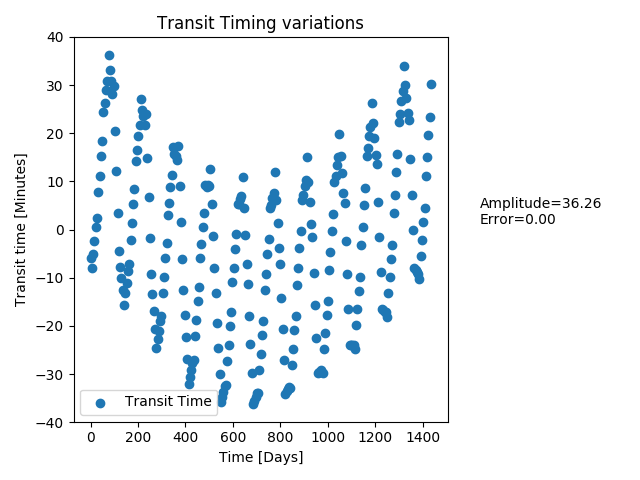 Transit Timing variations
Transit time [Minutes]
40
30
20
10
0
−10
−20
−30
−40
Amplitude=36.26
Error=0.00
Transit Time
0 200 400 600 800 1000 1200 1400
Time [Days]